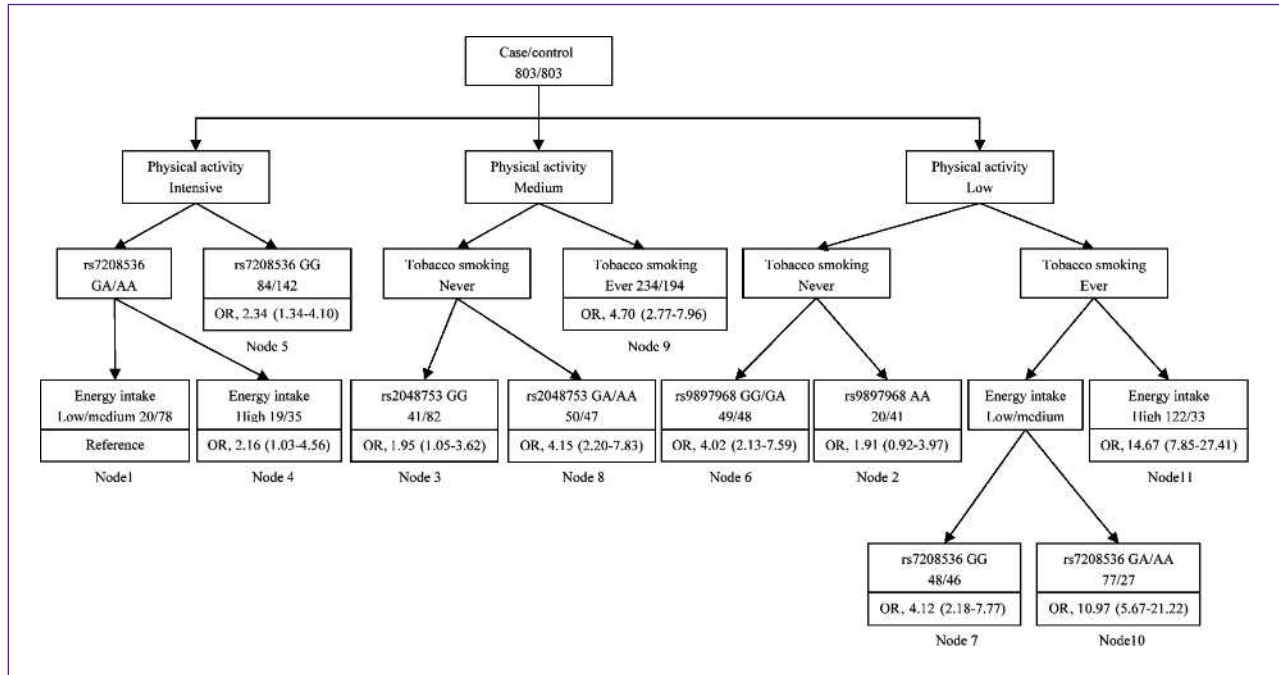 Case/control
803/803
Physical activity
Intensive
Physical activity
Medium
Physical activity
Low
rs7208536
GA/AA
rs7208536 GG
84/142
OR, 2.34 (1.34-4.10)
Node 5
Tobacco smoking
Never
Tobacco smoking
Ever 234/194
OR, 4.70 (2.77-7.96)
Node 9
Tobacco smoking
Never
Tobacco smoking
Ever
Energy intake
Low/medium 20/78
Reference
Node1
Energy intake
High 19/35
OR, 2.16 (1.03-4.56)
Node 4
rs2048753 GG
41/82
OR, 1.95 (1.05-3.62)
Node 3
rs2048753 GA/AA
50/47
OR, 4.15 (2.20-7.83)
Node 8
rs9897968 GG/GA
49/48
OR, 4.02 (2.13-7.59)
Node 6
rs9897968 AA
20/41
OR, 1.91 (0.92-3.97)
Node 2
Energy intake
Low/medium
Energy intake
High 122/33
OR, 14.67 (7.85-27.41)
Node11
rs7208536 GG
48/46
OR, 4.12 (2.18-7.77)
Node 7
rs7208536 GA/AA
77/27
OR, 10.97 (5.67-21.22)
Node10